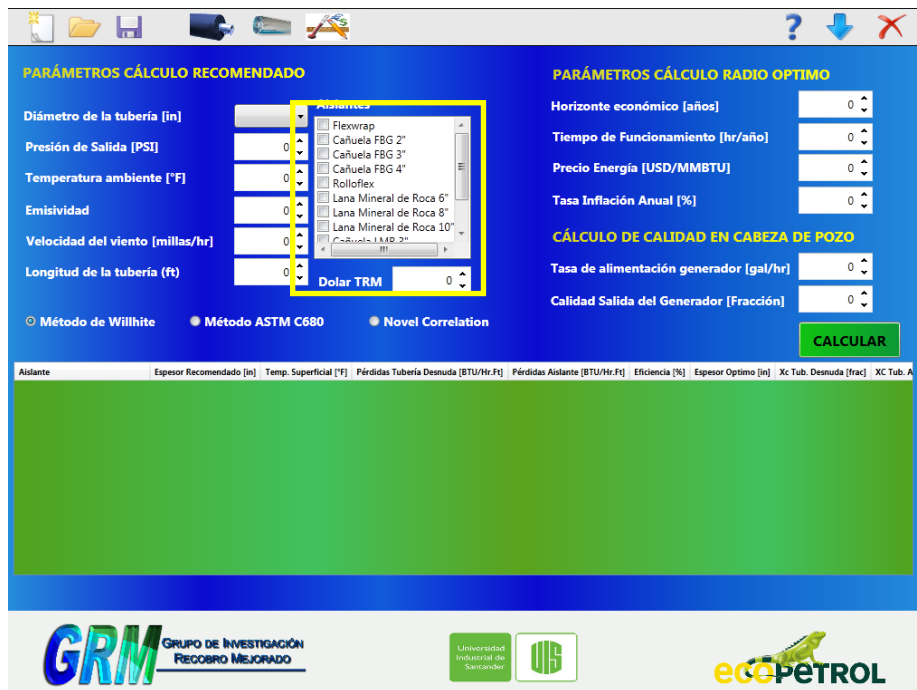 PARÁMETROS CÁLCULO RECOMENDADO
Diámetro de la tubería [in]
Presión de Salida [PSI]
0
Temperatura ambiente [°F]
0
Emisividad
0
Velocidad del viento [millas/hr]
0
Longitud de la tubería (ft)
0
Aislantes
Flexwrap
Cañuela FBG 2"
Cañuela FBG 3"
Cañuela FBG 4"
Rolloflex
Lana Mineral de Roca 6"
Lana Mineral de Roca 8"
Lana Mineral de Roca 10"
Cañuela LMR 3"
Dolar TRM
0
Método de Willhite
Método ASTM C680
Novel Correlation
PARÁMETROS CÁLCULO RADIO OPTIMO
Horizonte económico [años]
0
Tiempo de Funcionamiento [hr/año]
0
Precio Energía [USD/MMBTU]
0
Tasa Inflación Anual [%]
0
CÁLCULO DE CALIDAD EN CABEZA DE POZO
Tasa de alimentación generador [gal/hr]
0
Calidad Salida del Generador [Fracción]
0
CALCULAR
Aislante Espesor Recomendado [in] Temp. Superficial [°F] Pérdidas Tubería Desnuda [BTU/Hr.Ft] Pérdidas Aislante [BTU/Hr.Ft] Eficiencia [%] Espesor Optimo [in] Xc Tub. Desnuda [frac] XC Tub. A
GRM
GRUPO DE INVESTIGACIÓN
RECOBRO MEJORADO
Universidad
Industrial de
Santander
UIS
ecopetrol